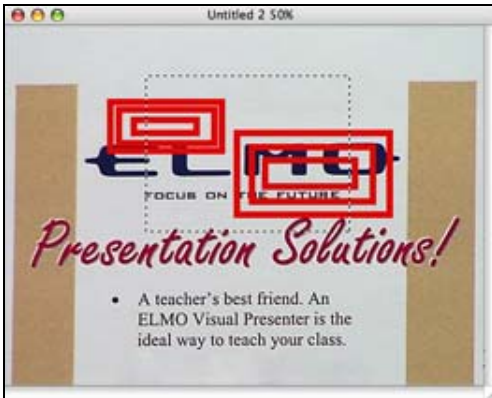 Untitled 2 50%
ELMO
FOCUS ON THE FUTURE
Presentation Solutions!
• A teacher's best friend. An
ELMO Visual Presenter is the
ideal way to teach your class.